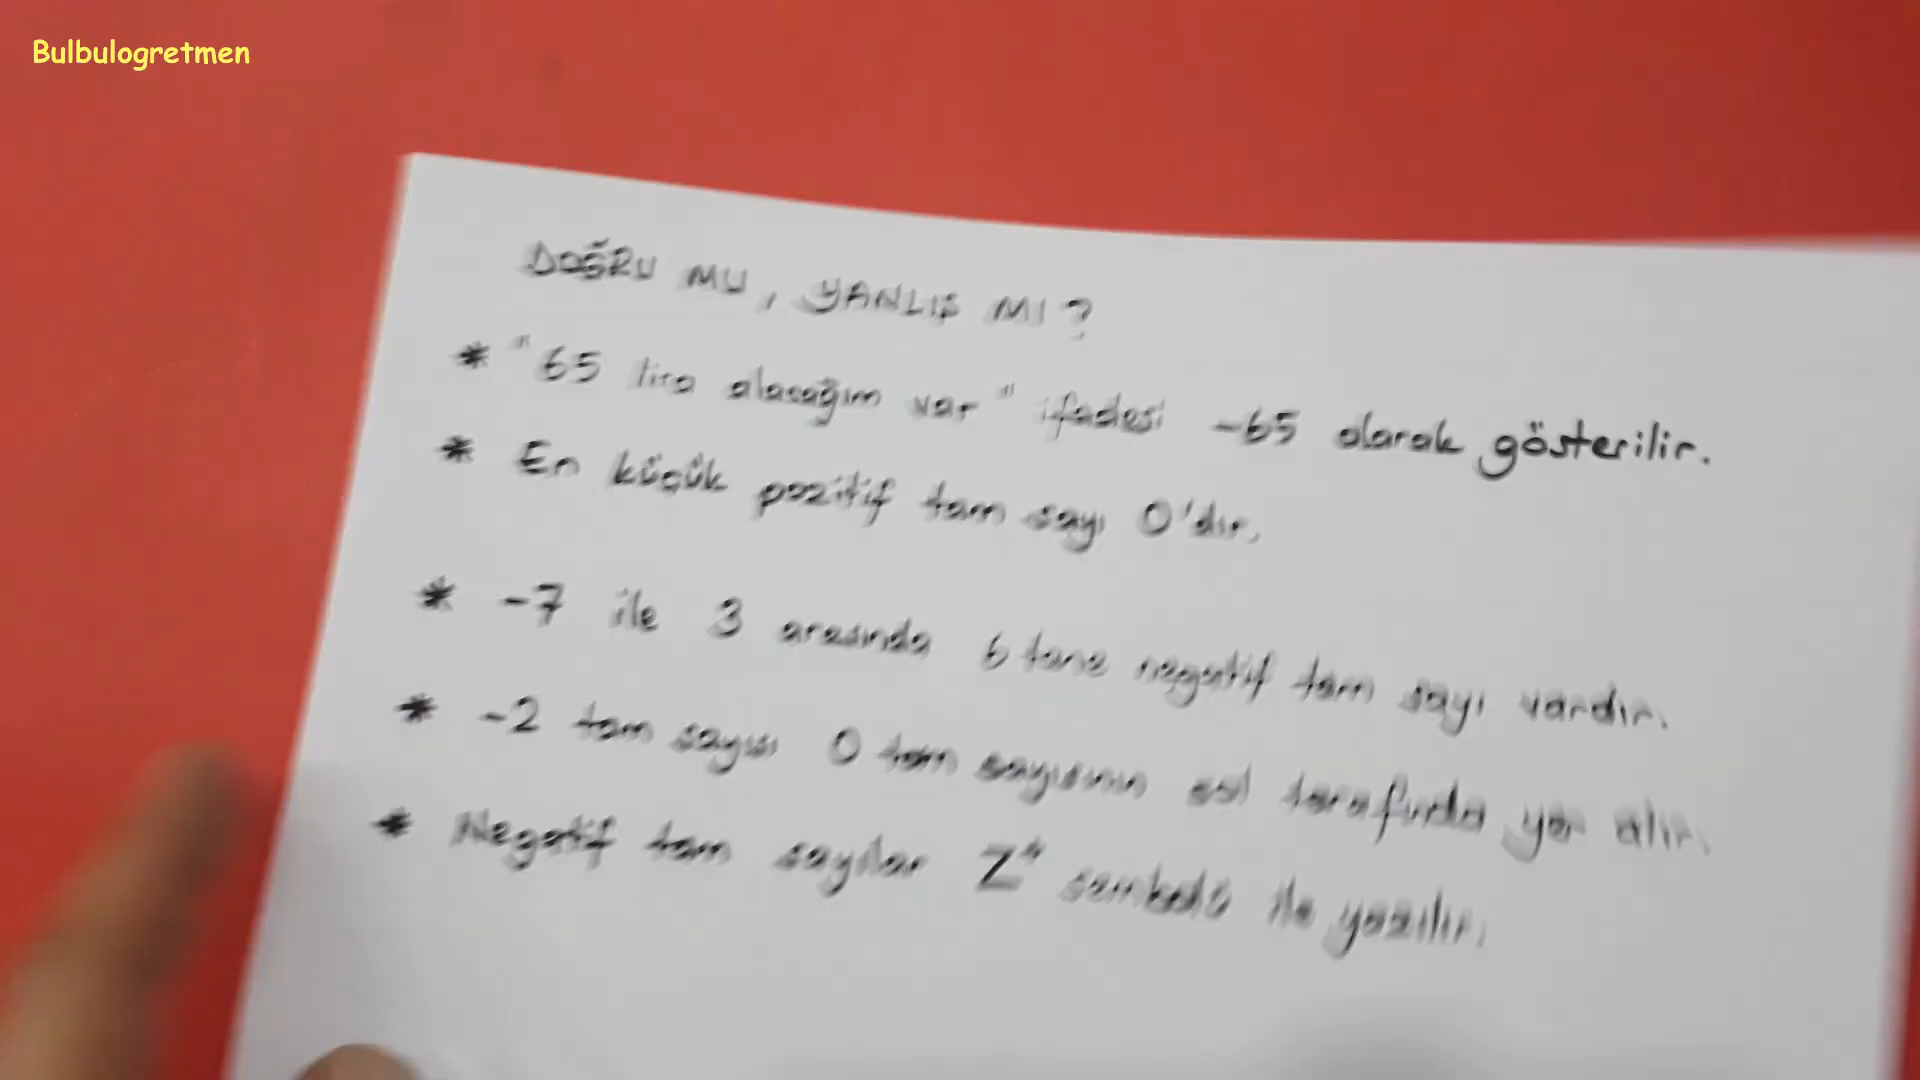 Bulbulogretmen
DOĞRU MU, YANLIŞ MI?
* "65 lira alacağım var" ifadesi -65 olarak gösterilir.
* En küçük pozitif tam sayı 0'dır.
* -7 ile 3 arasında 6 tane negatif tam sayı vardır.
* -2 tam sayısı 0 tam sayısının sol tarafında yer alır.
* Negatif tam sayılar Z⁺ sembolü ile yazılır.